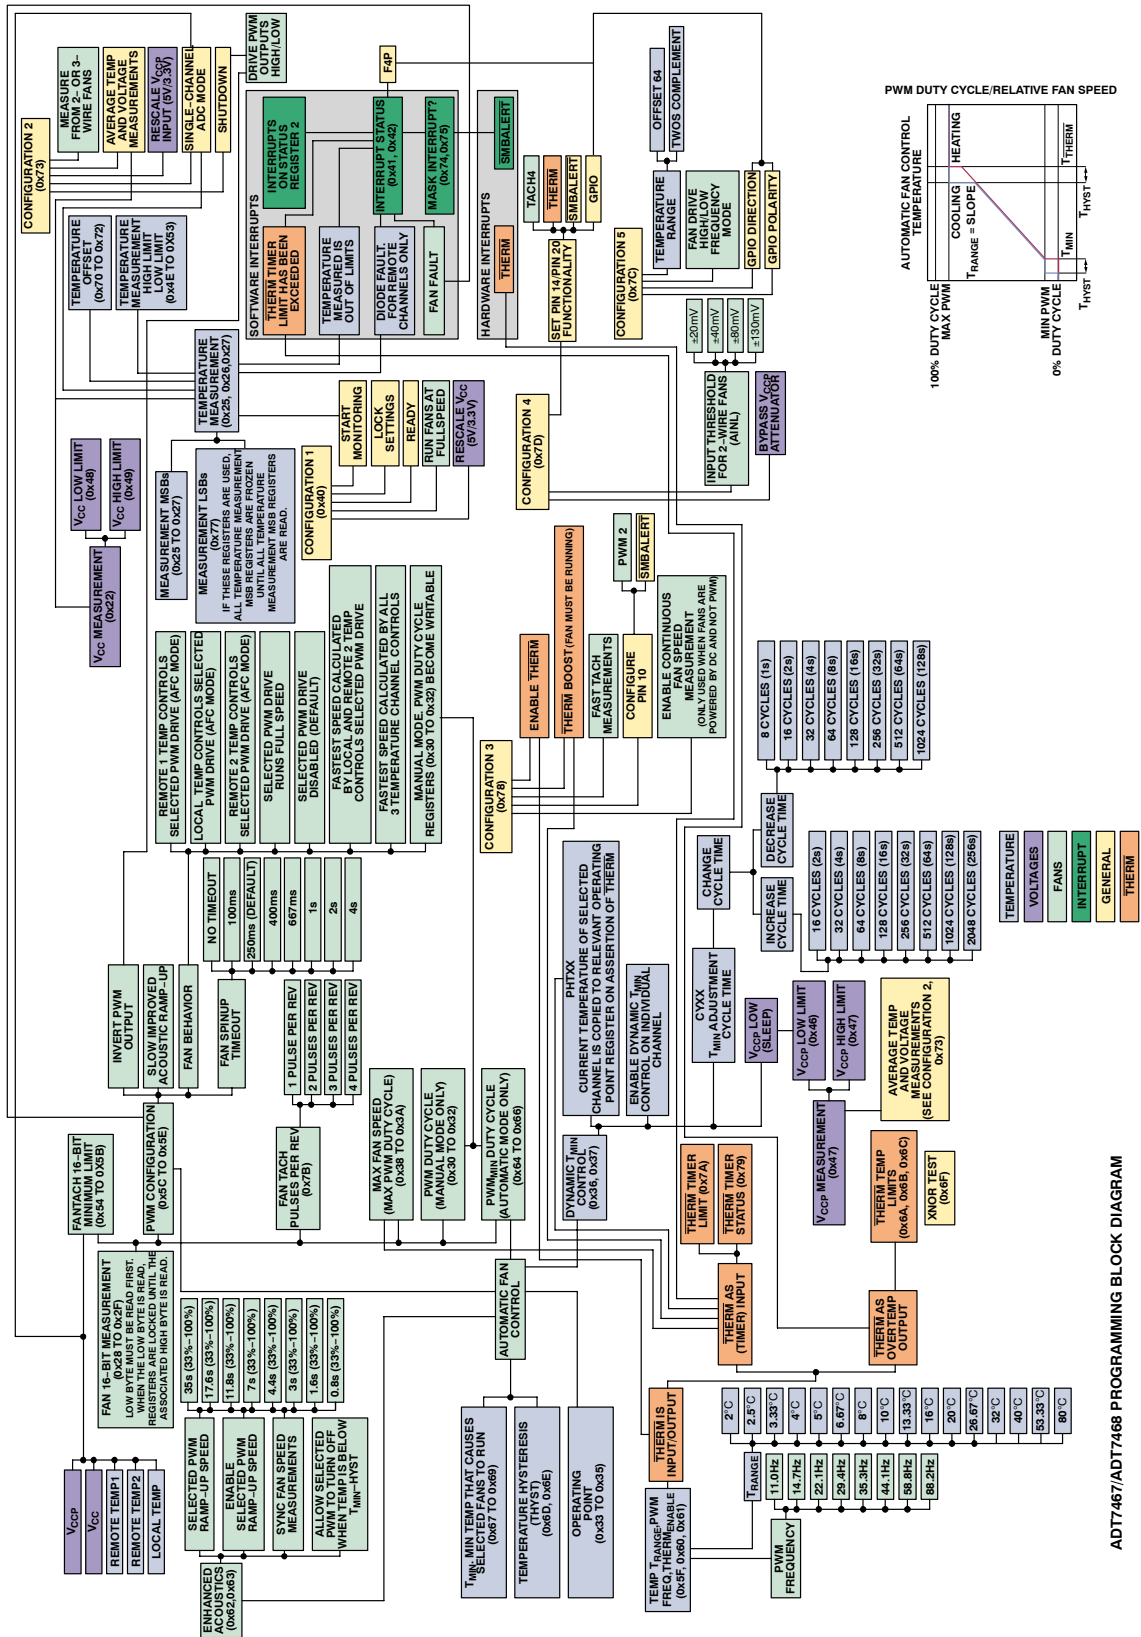 VCCP
VCC
REMOTE TEMP1
REMOTE TEMP2
LOCAL TEMP
FAN 16–BIT MEASUREMENT
(0x28 TO 0x2F)
LOW BYTE MUST BE READ FIRST.
WHEN THE LOW BYTE IS READ,
REGISTERS ARE LOCKED UNTIL THE
ASSOCIATED HIGH BYTE IS READ.
FANTACH 16–BIT
MINIMUM LIMIT
(0x54 TO 0X5B)
PWM CONFIGURATION
(0x5C TO 0x5E)
INVERT PWM
OUTPUT
SLOW IMPROVED
ACOUSTIC RAMP–UP
FAN BEHAVIOR
FAN SPINUP
TIMEOUT
REMOTE 1 TEMP CONTROLS
SELECTED PWM DRIVE (AFC MODE)
LOCAL TEMP CONTROLS SELECTED
PWM DRIVE (AFC MODE)
REMOTE 2 TEMP CONTROLS
SELECTED PWM DRIVE (AFC MODE)
SELECTED PWM DRIVE
RUNS FULL SPEED
SELECTED PWM DRIVE
DISABLED (DEFAULT)
FASTEST SPEED CALCULATED
BY LOCAL AND REMOTE 2 TEMP
CONTROLS SELECTED PWM DRIVE
FASTEST SPEED CALCULATED BY ALL
3 TEMPERATURE CHANNEL CONTROLS
MANUAL MODE. PWM DUTY CYCLE
REGISTERS (0x30 TO 0x32) BECOME WRITABLE
NO TIMEOUT
100ms
250ms (DEFAULT)
400ms
667ms
1s
2s
4s
FAN TACH
PULSES PER REV
(0x7B)
1 PULSE PER REV
2 PULSES PER REV
3 PULSES PER REV
4 PULSES PER REV
MAX FAN SPEED
(MAX PWM DUTY CYCLE)
(0x38 TO 0x3A)
PWM DUTY CYCLE
(MANUAL MODE ONLY)
(0x30 TO 0x32)
PWMMIN DUTY CYCLE
(AUTOMATIC MODE ONLY)
(0x64 TO 0x66)
ENHANCED
ACOUSTICS
(0x62,0x63)
SELECTED PWM
RAMP–UP SPEED
ENABLE
SELECTED PWM
RAMP–UP SPEED
SYNC FAN SPEED
MEASUREMENTS
ALLOW SELECTED
PWM TO TURN OFF
WHEN TEMP IS BELOW
TMIN–HYST
35s (33%–100%)
17.6s (33%–100%)
11.8s (33%–100%)
7s (33%–100%)
4.4s (33%–100%)
3s (33%–100%)
1.6s (33%–100%)
0.8s (33%–100%)
AUTOMATIC FAN
CONTROL
TMIN. MIN TEMP THAT CAUSES
SELECTED FANS TO RUN
(0x67 TO 0x69)
TEMPERATURE HYSTERESIS
(THYST)
(0x6D, 0x6E)
OPERATING
POINT
(0x33 TO 0x35)
TEMP TRANGE,PWM
FREQ,THERMENABLE
(0x5F, 0x60, 0x61)
THERM IS
INPUT/OUTPUT
TRANGE
PWM
FREQUENCY
11.0Hz
14.7Hz
22.1Hz
29.4Hz
35.3Hz
44.1Hz
58.8Hz
88.2Hz
2°C
2.5°C
3.33°C
4°C
5°C
6.67°C
8°C
10°C
13.33°C
16°C
20°C
26.67°C
32°C
40°C
53.33°C
80°C
THERM AS
(TIMER) INPUT
THERM TIMER
LIMIT (0x7A)
THERM TIMER
STATUS (0x79)
THERM AS
OVERTEMP
OUTPUT
THERM TEMP
LIMITS
(0x6A, 0x6B, 0x6C)
XNOR TEST
(0x6F)
DYNAMIC TMIN
CONTROL
(0x36, 0x37)
PHTXX
CURRENT TEMPERATURE OF SELECTED
CHANNEL IS COPIED TO RELEVANT OPERATING
POINT REGISTER ON ASSERTION OF THERM
ENABLE DYNAMIC TMIN
CONTROL ON INDIVIDUAL
CHANNEL
CYXX
TMIN ADJUSTMENT
CYCLE TIME
CHANGE
CYCLE TIME
VCCP LOW
(SLEEP)
VCCP MEASUREMENT
(0x47)
VCCP LOW LIMIT
(0x46)
VCCP HIGH LIMIT
(0x47)
AVERAGE TEMP
AND VOLTAGE
MEASUREMENTS
(SEE CONFIGURATION 2,
0x73)
INCREASE
CYCLE TIME
DECREASE
CYCLE TIME
16 CYCLES (2s)
32 CYCLES (4s)
64 CYCLES (8s)
128 CYCLES (16s)
256 CYCLES (32s)
512 CYCLES (64s)
1024 CYCLES (128s)
2048 CYCLES (256s)
8 CYCLES (1s)
16 CYCLES (2s)
32 CYCLES (4s)
64 CYCLES (8s)
128 CYCLES (16s)
256 CYCLES (32s)
512 CYCLES (64s)
1024 CYCLES (128s)
TEMPERATURE
VOLTAGES
FANS
INTERRUPT
GENERAL
THERM
VCC MEASUREMENT
(0x22)
VCC LOW LIMIT
(0x48)
VCC HIGH LIMIT
(0x49)
MEASUREMENT MSBs
(0x25 TO 0x27)
MEASUREMENT LSBs
(0x77)
IF THESE REGISTERS ARE USED,
ALL TEMPERATURE MEASUREMENT
MSB REGISTERS ARE FROZEN
UNTIL ALL TEMPERATURE
MEASUREMENT MSB REGISTERS
ARE READ.
TEMPERATURE
MEASUREMENT
(0x25, 0x26,0x27)
TEMPERATURE
OFFSET
(0x70 TO 0x72)
TEMPERATURE
MEASUREMENT
HIGH LIMIT
LOW LIMIT
(0x4E TO 0x53)
CONFIGURATION 1
(0x40)
START
MONITORING
LOCK
SETTINGS
READY
RUN FANS AT
FULLSPEED
RESCALE VCC
(5V/3.3V)
CONFIGURATION 2
(0x73)
MEASURE
FROM 2– OR 3–
WIRE FANS
AVERAGE TEMP
AND VOLTAGE
MEASUREMENTS
RESCALE VCCP
INPUT (5V/3.3V)
SINGLE–CHANNEL
ADC MODE
SHUTDOWN
DRIVE PWM
OUTPUTS
HIGH/LOW
SOFTWARE INTERRUPTS
THERM TIMER
LIMIT HAS BEEN
EXCEEDED
TEMPERATURE
MEASURED IS
OUT OF LIMITS
DIODE FAULT.
FOR REMOTE
CHANNELS ONLY
FAN FAULT
INTERRUPTS
ON STATUS
REGISTER 2
INTERRUPT STATUS
(0x41, 0x42)
MASK INTERRUPT?
(0x74,0x75)
F4P
HARDWARE INTERRUPTS
THERM
SMBALERT
CONFIGURATION 3
(0x78)
ENABLE THERM
THERM BOOST (FAN MUST BE RUNNING)
FAST TACH
MEASUREMENTS
CONFIGURE
PIN 10
PWM 2
SMBALERT
ENABLE CONTINUOUS
FAN SPEED
MEASUREMENT
(ONLY USED WHEN FANS ARE
POWERED BY DC AND NOT PWM)
CONFIGURATION 4
(0x7D)
SET PIN 14/PIN 20
FUNCTIONALITY
TACH4
THERM
SMBALERT
GPIO
INPUT THRESHOLD
FOR 2–WIRE FANS
(AINL)
±20mV
±40mV
±80mV
±130mV
BYPASS VCCP
ATTENUATOR
CONFIGURATION 5
(0x7C)
TEMPERATURE
RANGE
OFFSET 64
TWOS COMPLEMENT
FAN DRIVE
HIGH/LOW
FREQUENCY
MODE
GPIO DIRECTION
GPIO POLARITY
PWM DUTY CYCLE/RELATIVE FAN SPEED
AUTOMATIC FAN CONTROL
TEMPERATURE
100% DUTY CYCLE
MAX PWM
MIN PWM
0% DUTY CYCLE
COOLING
HEATING
TRANGE = SLOPE
THYST
TMIN
THYST
TTHERM
ADT7467/ADT7468 PROGRAMMING BLOCK DIAGRAM